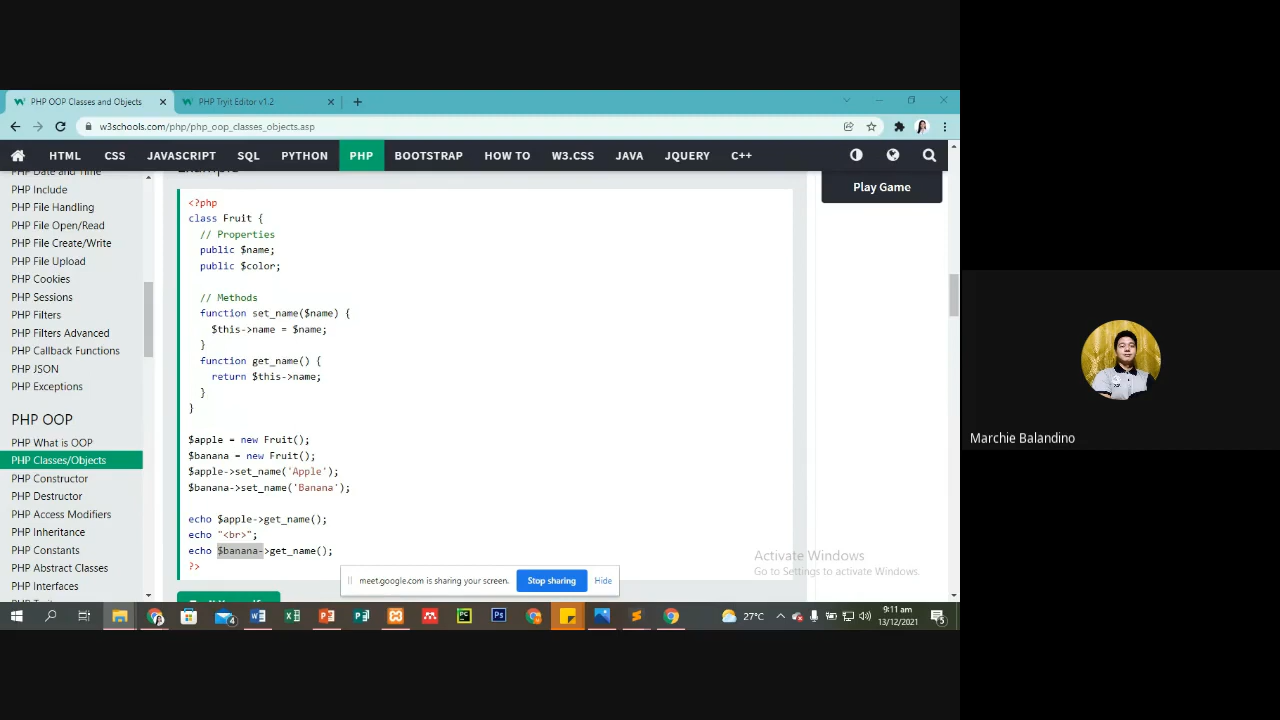 PHP OOP Classes and Objects
PHP Tryit Editor v1.2
w3schools.com/php/php_oop_classes_objects.asp
HTML CSS JAVASCRIPT SQL PYTHON PHP BOOTSTRAP HOW TO W3.CSS JAVA JQUERY C++
PHP Date and Time
PHP Include
PHP File Handling
PHP File Open/Read
PHP File Create/Write
PHP File Upload
PHP Cookies
PHP Sessions
PHP Filters
PHP Filters Advanced
PHP Callback Functions
PHP JSON
PHP Exceptions
PHP OOP
PHP What is OOP
PHP Classes/Objects
PHP Constructor
PHP Destructor
PHP Access Modifiers
PHP Inheritance
PHP Constants
PHP Abstract Classes
PHP Interfaces
Example
<?php
class Fruit {
// Properties
public $name;
public $color;
// Methods
function set_name($name) {
$this->name = $name;
}
function get_name() {
return $this->name;
}
}
$apple = new Fruit();
$banana = new Fruit();
$apple->set_name('Apple');
$banana->set_name('Banana');
echo $apple->get_name();
echo "<br>";
echo $banana->get_name();
?>
Play Game
Activate Windows
Go to Settings to activate Windows.
meet.google.com is sharing your screen. Stop sharing Hide
27°C
9:11 am
13/12/2021
Marchie Balandino